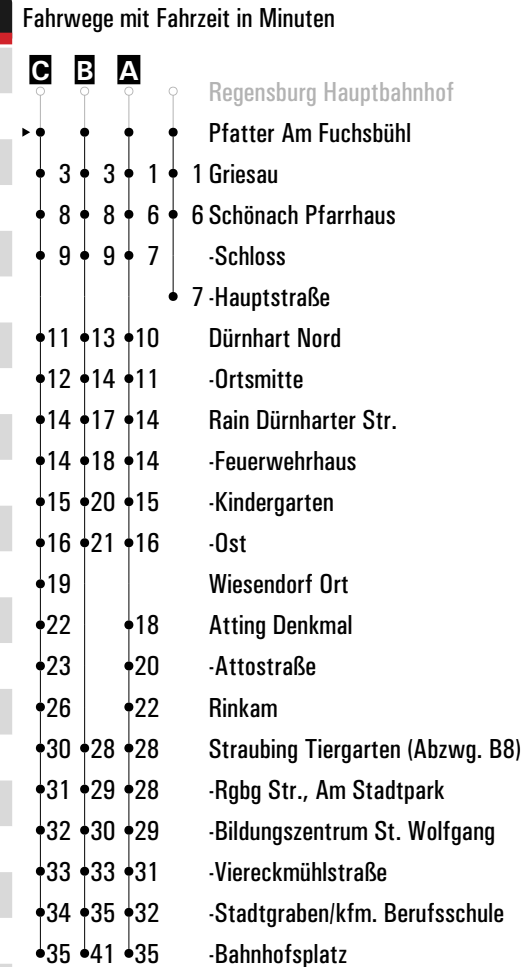 Fahrwege mit Fahrzeit in Minuten
C B A
Regensburg Hauptbahnhof
Pfatter Am Fuchsbühl
3 3 1 1 Griesau
8 8 6 6 Schönach Pfarrhaus
9 9 7 -Schloss
7 -Hauptstraße
11 13 10 Dürnhart Nord
12 14 11 -Ortsmitte
14 17 14 Rain Dürnharter Str.
14 18 14 -Feuerwehrhaus
15 20 15 -Kindergarten
16 21 16 -Ost
19 Wiesendorf Ort
22 18 Atting Denkmal
23 20 -Attostraße
26 22 Rinkam
30 28 28 Straubing Tiergarten (Abzwg. B8)
31 29 28 -Rgbg Str., Am Stadtpark
32 30 29 -Bildungszentrum St. Wolfgang
33 33 31 -Viereckmühlstraße
34 35 32 -Stadtgraben/kfm. Berufsschule
35 41 35 -Bahnhofsplatz